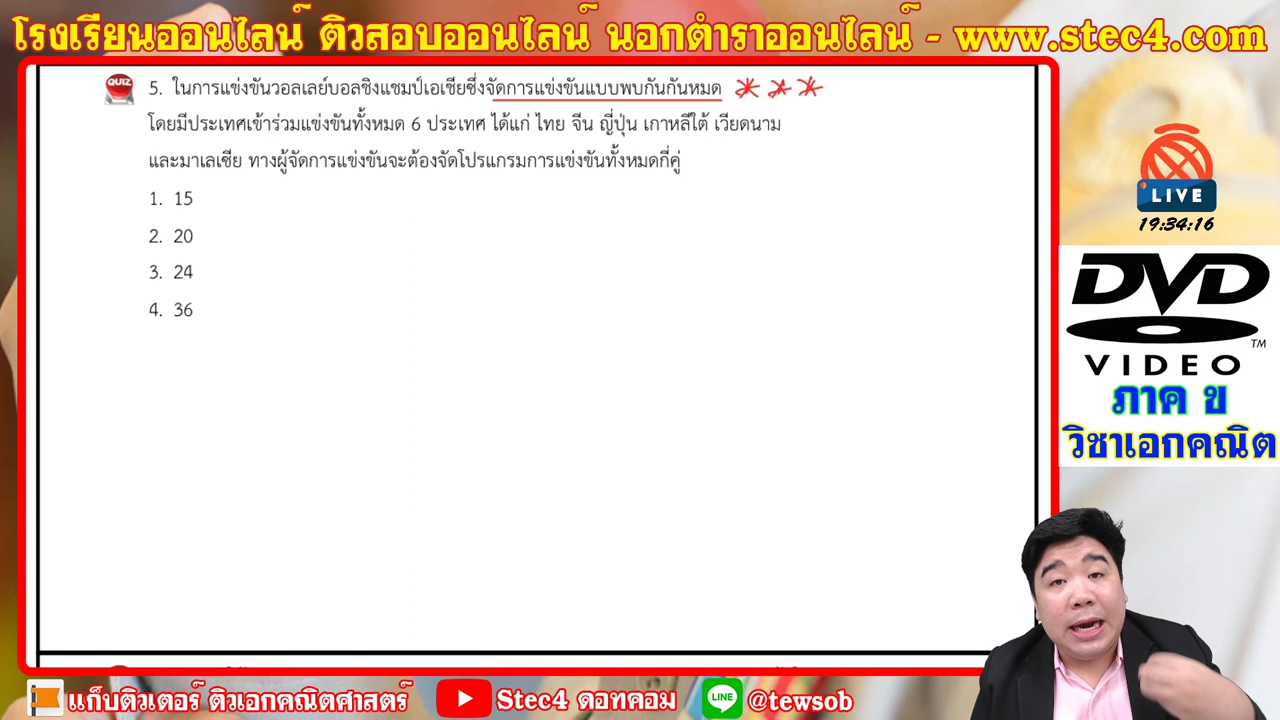 โรงเรียนออนไลน์ ติวสอบออนไลน์ นอกตำราออนไลน์ - www.stec4.com
QUIZ
5. ในการแข่งขันวอลเลย์บอลชิงแชมป์เอเชียซึ่งจัดการแข่งขันแบบพบกันกันหมด
โดยมีประเทศเข้าร่วมแข่งขันทั้งหมด 6 ประเทศ ได้แก่ ไทย จีน ญี่ปุ่น เกาหลีใต้ เวียดนาม
และมาเลเซีย ทางผู้จัดการแข่งขันจะต้องจัดโปรแกรมการแข่งขันทั้งหมดกี่คู่
1. 15
2. 20
3. 24
4. 36
LIVE
19:34:16
DVD
TM
VIDEO
ภาค ข
วิชาเอกคณิต
แก๊บติวเตอร์ ติวเอกคณิตศาสตร์
Stec4 ดอทคอม
LINE
@tewsob